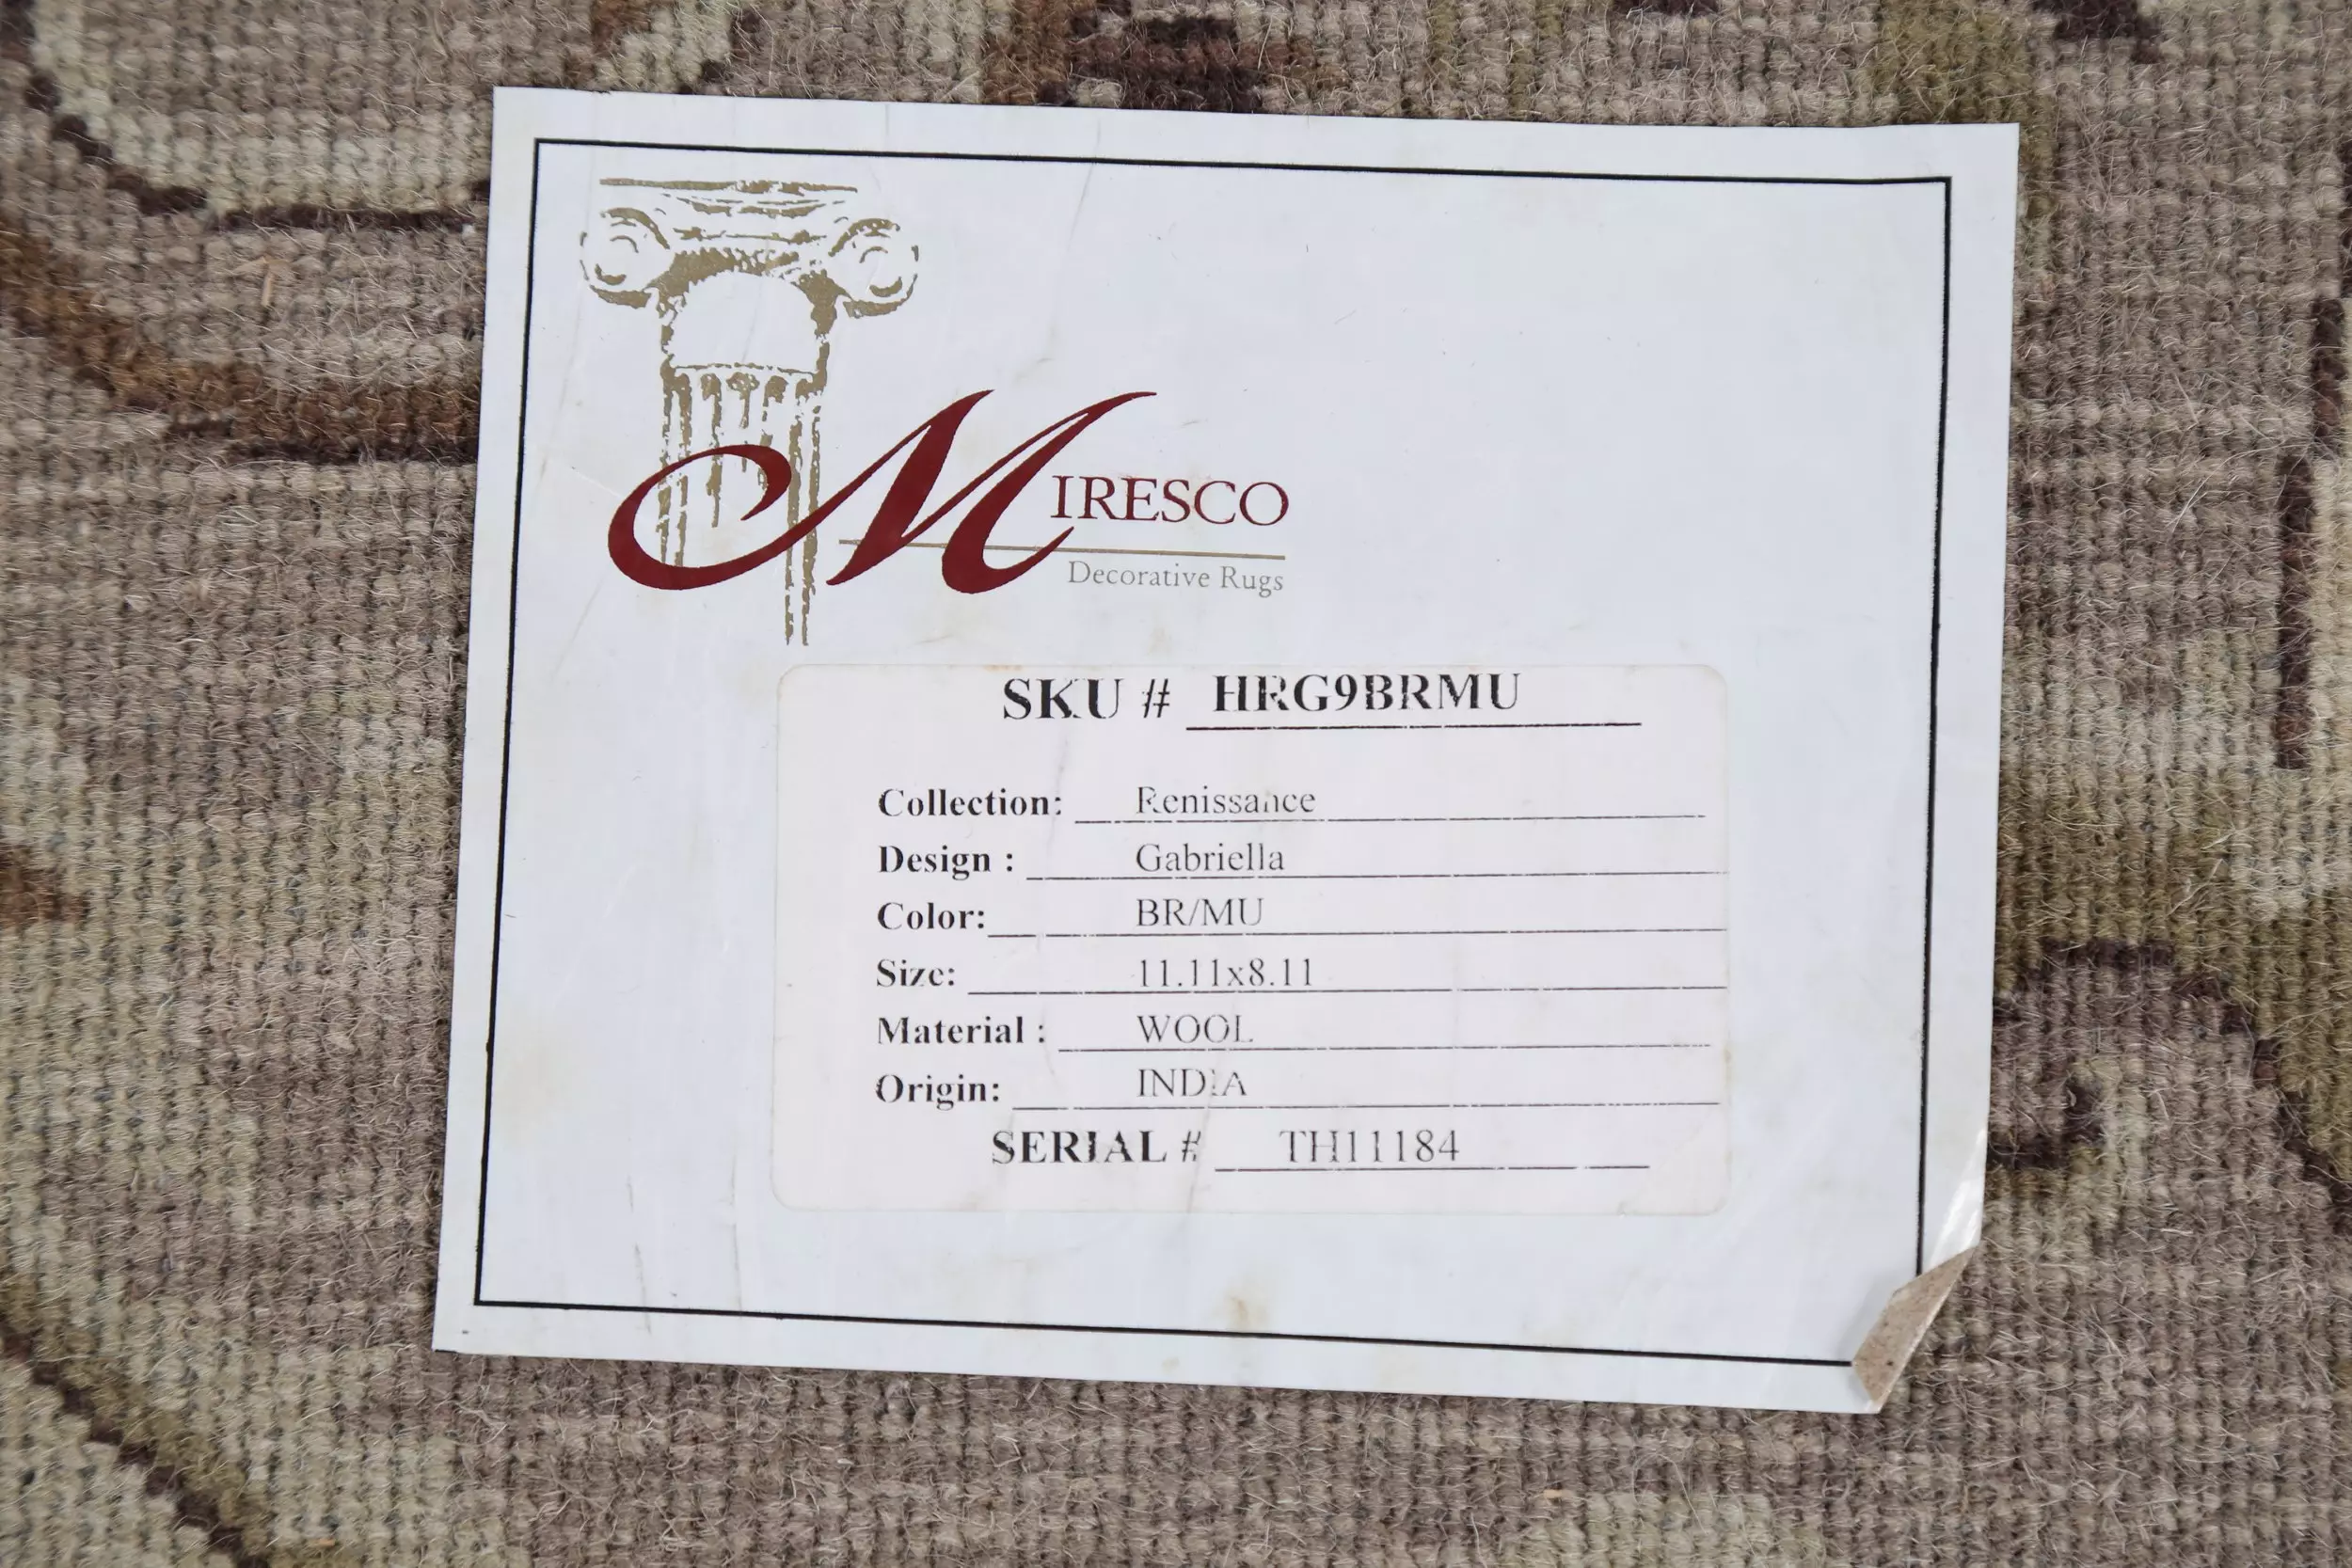 MIRESCO
Decorative Rugs
SKU # HRG9BRMU
Collection: Renissance
Design : Gabriella
Color: BR/MU
Size: 11.11x8.11
Material : WOOL
Origin: INDIA
SERIAL # TH11184